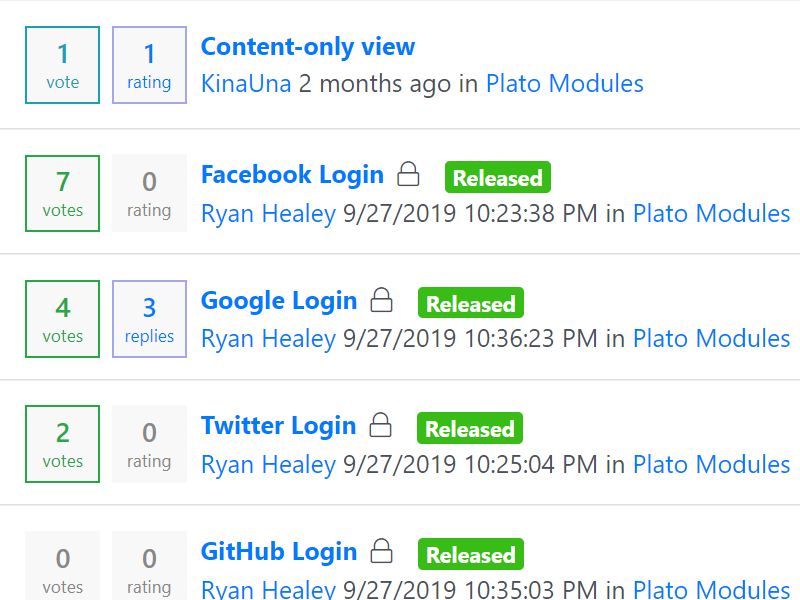 1 1 Content-only view
vote rating KinaUna 2 months ago in Plato Modules
7 0 Facebook Login Released
votes rating Ryan Healey 9/27/2019 10:23:38 PM in Plato Modules
4 3 Google Login Released
votes replies Ryan Healey 9/27/2019 10:36:23 PM in Plato Modules
2 0 Twitter Login Released
votes rating Ryan Healey 9/27/2019 10:25:04 PM in Plato Modules
0 0 GitHub Login Released
votes rating Ryan Healey 9/27/2019 10:35:03 PM in Plato Modules